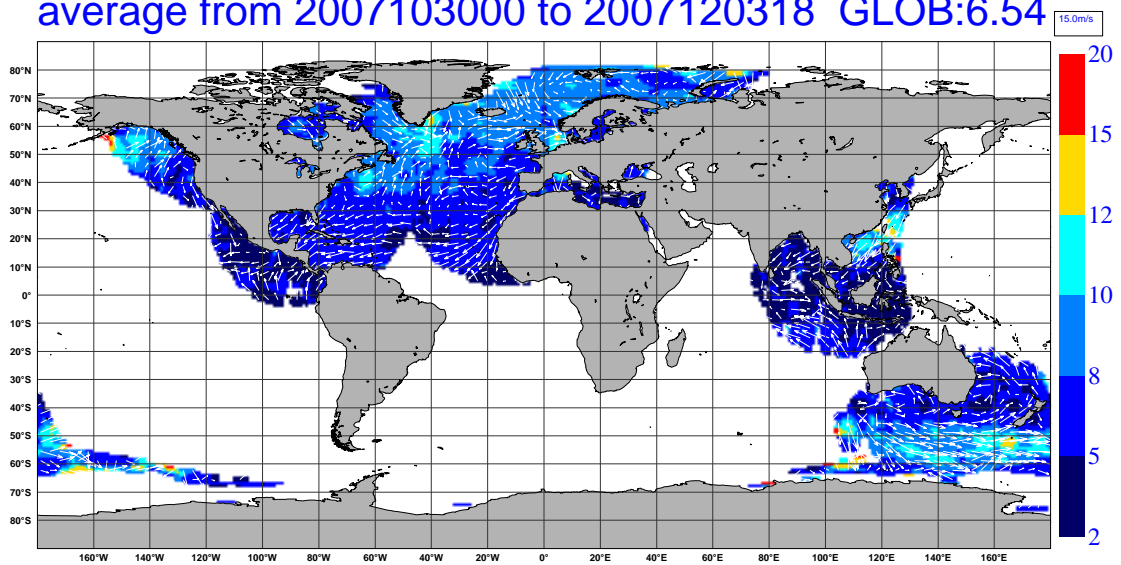 average from 2007103000 to 2007120318 GLOB:6.54
15.0m/s
80°N
70°N
60°N
50°N
40°N
30°N
20°N
10°N
0°
10°S
20°S
30°S
40°S
50°S
60°S
70°S
80°S
160°W 140°W 120°W 100°W 80°W 60°W 40°W 20°W 0° 20°E 40°E 60°E 80°E 100°E 120°E 140°E 160°E
20
15
12
10
8
5
2